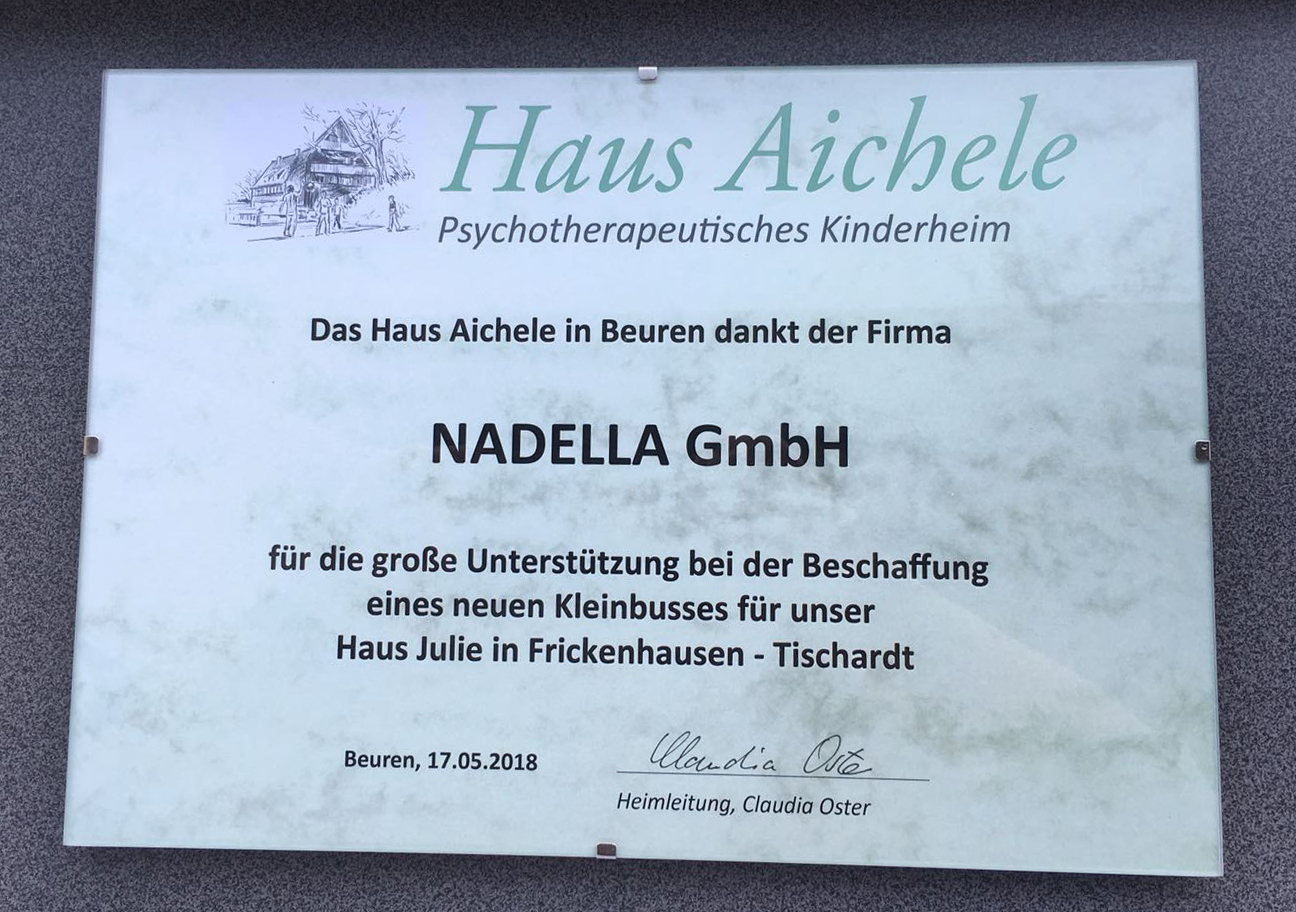 Haus Aichele
Psychotherapeutisches Kinderheim
Das Haus Aichele in Beuren dankt der Firma
NADELLA GmbH
für die große Unterstützung bei der Beschaffung
eines neuen Kleinbusses für unser
Haus Julie in Frickenhausen - Tischardt
Beuren, 17.05.2018
Claudia Oster
Heimleitung, Claudia Oster